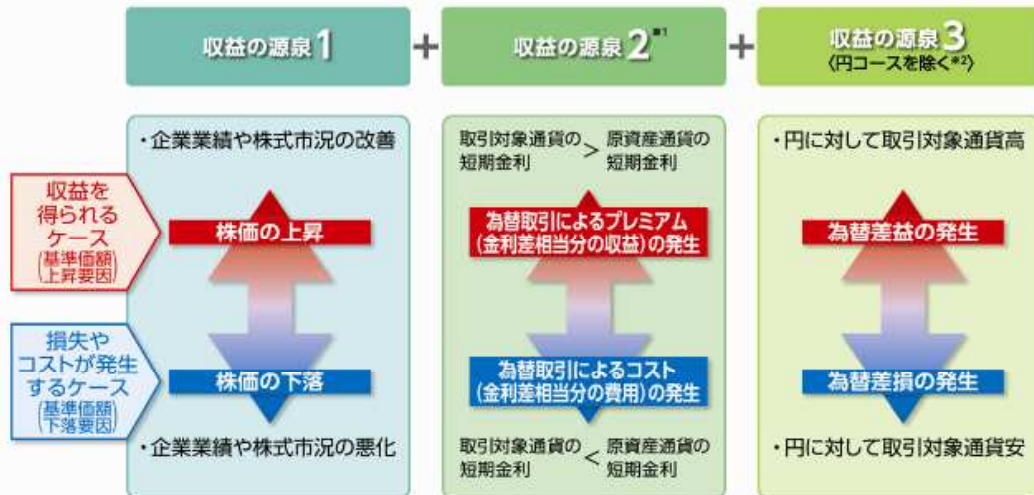 収益の源泉1
+
収益の源泉2※1
+
収益の源泉3
〈円コースを除く※2〉
・企業業績や株式市況の改善
取引対象通貨の
短期金利
>
原資産通貨の
短期金利
・円に対して取引対象通貨高
収益を
得られる
ケース
(基準価額
上昇要因)
株価の上昇
為替取引によるプレミアム
(金利差相当分の収益)の発生
為替差益の発生
損失や
コストが発生
するケース
(基準価額
下落要因)
株価の下落
為替取引によるコスト
(金利差相当分の費用)の発生
為替差損の発生
・企業業績や株式市況の悪化
取引対象通貨の
短期金利
<
原資産通貨の
短期金利
・円に対して取引対象通貨安